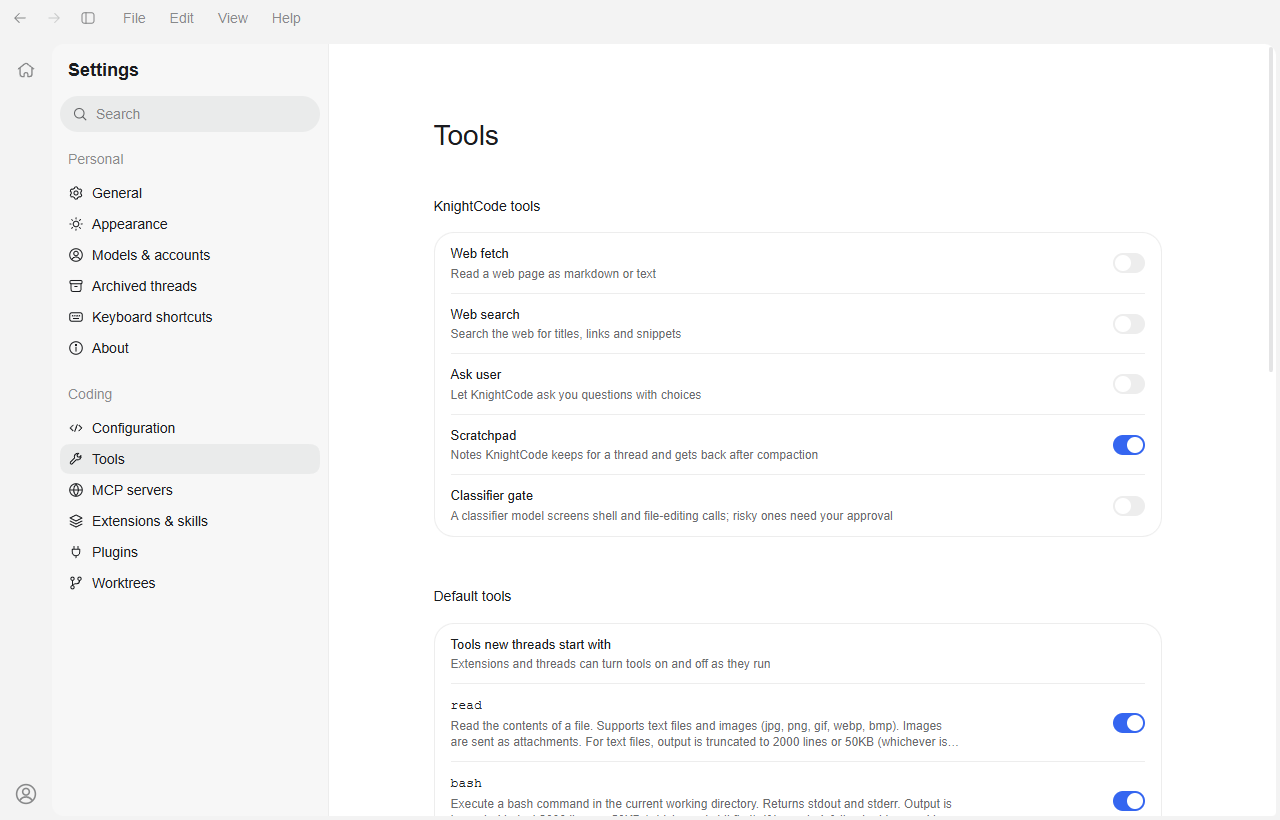 File Edit View Help
Settings
Search
Personal
General
Appearance
Models & accounts
Archived threads
Keyboard shortcuts
About
Coding
Configuration
Tools
MCP servers
Extensions & skills
Plugins
Worktrees
Tools
KnightCode tools
Web fetch
Read a web page as markdown or text
Web search
Search the web for titles, links and snippets
Ask user
Let KnightCode ask you questions with choices
Scratchpad
Notes KnightCode keeps for a thread and gets back after compaction
Classifier gate
A classifier model screens shell and file-editing calls; risky ones need your approval
Default tools
Tools new threads start with
Extensions and threads can turn tools on and off as they run
read
Read the contents of a file. Supports text files and images (jpg, png, gif, webp, bmp). Images
are sent as attachments. For text files, output is truncated to 2000 lines or 50KB (whichever is…
bash
Execute a bash command in the current working directory. Returns stdout and stderr. Output is